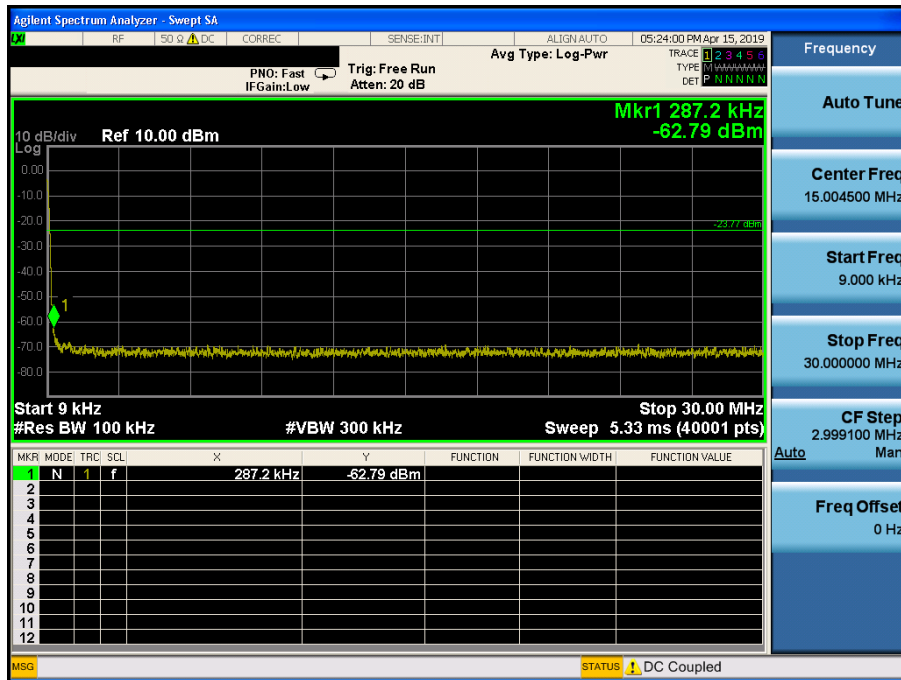 Agilent Spectrum Analyzer - Swept SA
LXI RF 50 Ω DC CORREC SENSE:INT ALIGN AUTO 05:24:00 PM Apr 15, 2019
Avg Type: Log-Pwr TRACE 1 2 3 4 5 6
PNO: Fast Trig: Free Run TYPE M W W W W W
IFGain:Low Atten: 20 dB DET P N N N N N
Frequency
Auto Tune
Center Freq
15.004500 MHz
Start Freq
9.000 kHz
Stop Freq
30.000000 MHz
CF Step
2.999100 MHz
Auto Man
Freq Offset
0 Hz
Mkr1 287.2 kHz
-62.79 dBm
10 dB/div Ref 10.00 dBm
Log
0.00
-10.0
-20.0
-23.77 dBm
-30.0
-40.0
-50.0
1
-60.0
-70.0
-80.0
Start 9 kHz Stop 30.00 MHz
#Res BW 100 kHz #VBW 300 kHz Sweep 5.33 ms (40001 pts)
MKR MODE TRC SCL X Y FUNCTION FUNCTION WIDTH FUNCTION VALUE
1 N 1 f 287.2 kHz -62.79 dBm
2
3
4
5
6
7
8
9
10
11
12
MSG STATUS DC Coupled